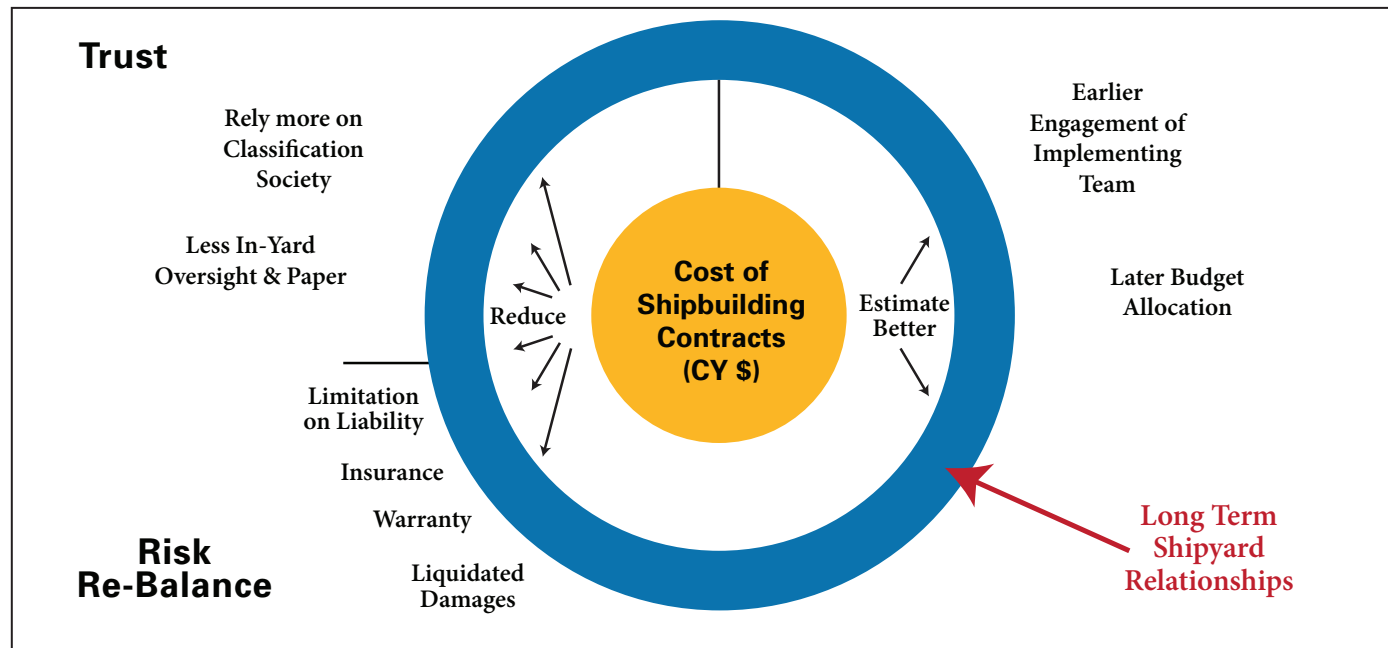 Trust
Rely more on
Classification
Society
Less In-Yard
Oversight & Paper
Reduce
Limitation
on Liability
Insurance
Warranty
Liquidated
Damages
Risk
Re-Balance
Cost of
Shipbuilding
Contracts
(CY $)
Estimate
Better
Earlier
Engagement of
Implementing
Team
Later Budget
Allocation
Long Term
Shipyard
Relationships